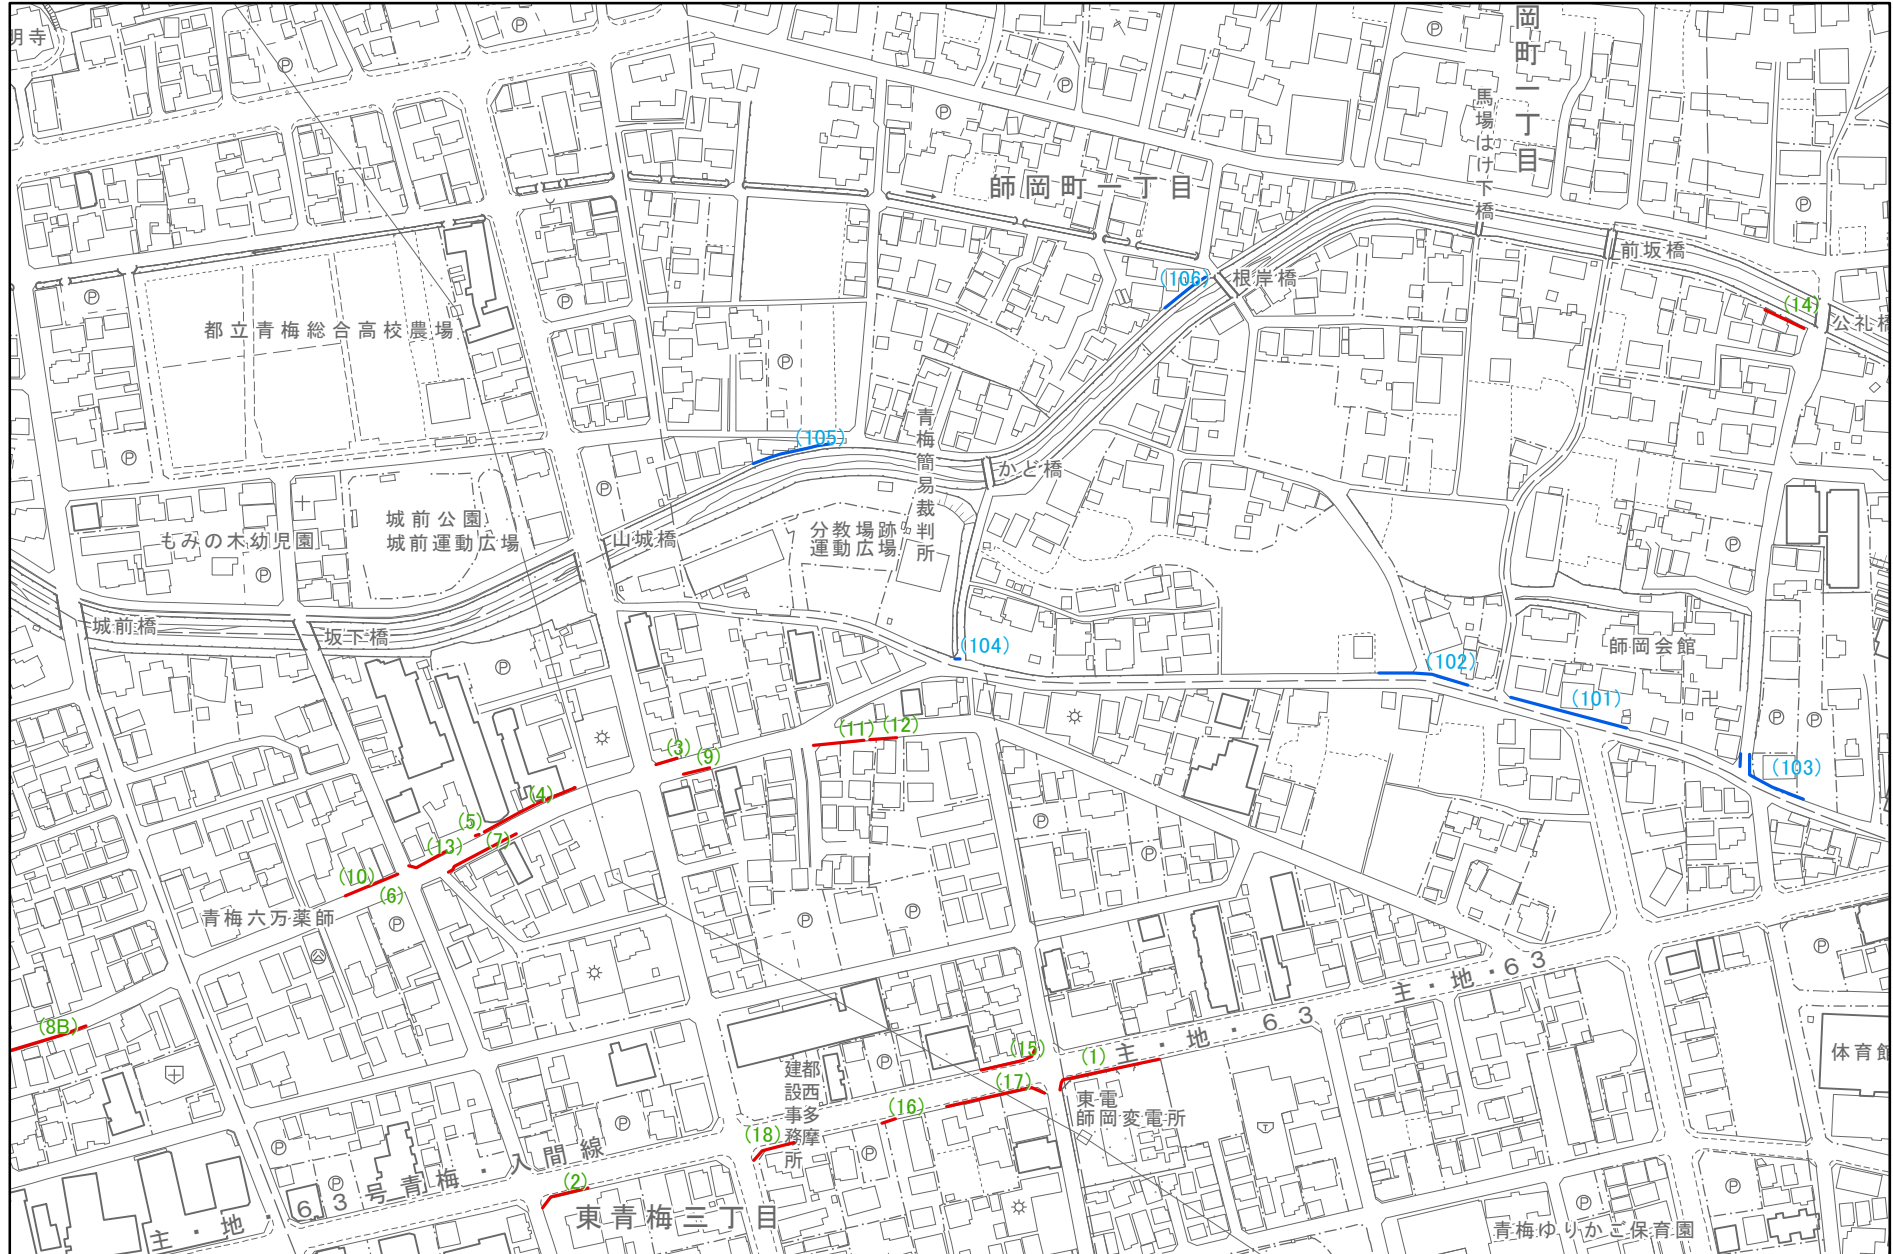 明寺
岡町一丁目
馬場はけ下橋
師岡町一丁目
(106)
根岸橋
前坂橋
(14)
公礼橋
都立青梅総合高校農場
(105)
青梅簡易裁判所
かど橋
城前公園
城前運動広場
もみの木幼児園
山城橋
分教場跡
運動広場
城前橋
坂下橋
(104)
(102)
師岡会館
(101)
(103)
(11)
(12)
(3)
(9)
(4)
(5)
(7)
(13)
(10)
(6)
青梅六万薬師
(8B)
主・地・63
主・地・63
(15)
(1)
(17)
(16)
(18)
建設事務所
都西多摩
東電
師岡変電所
体育館
(2)
主・地・63号青梅・入間線
東青梅三丁目
青梅ゆりかご保育園